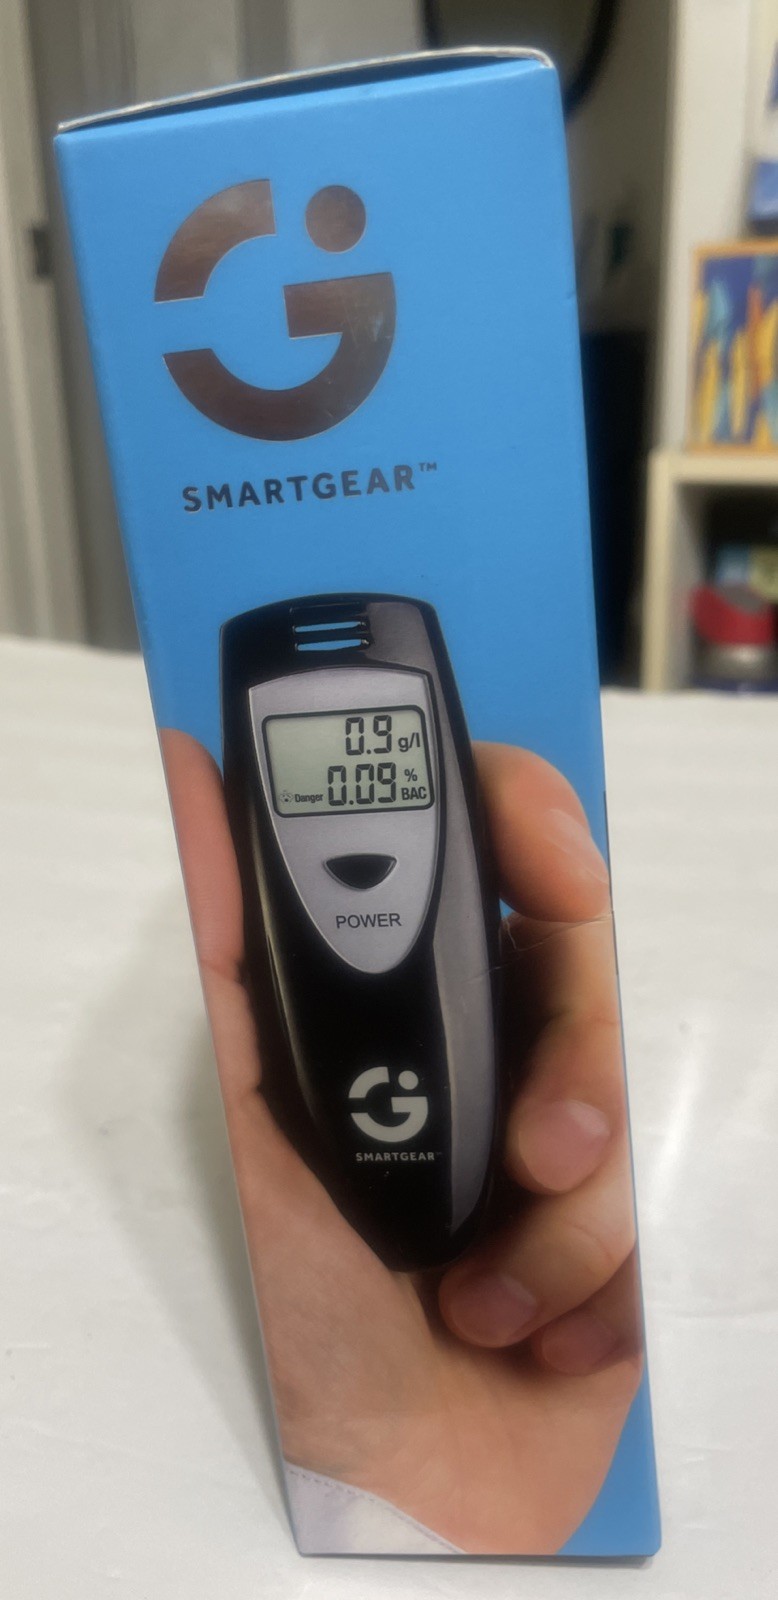 SMARTGEAR™
0.9 g/l
Danger 0.09 % BAC
POWER
SMARTGEAR™